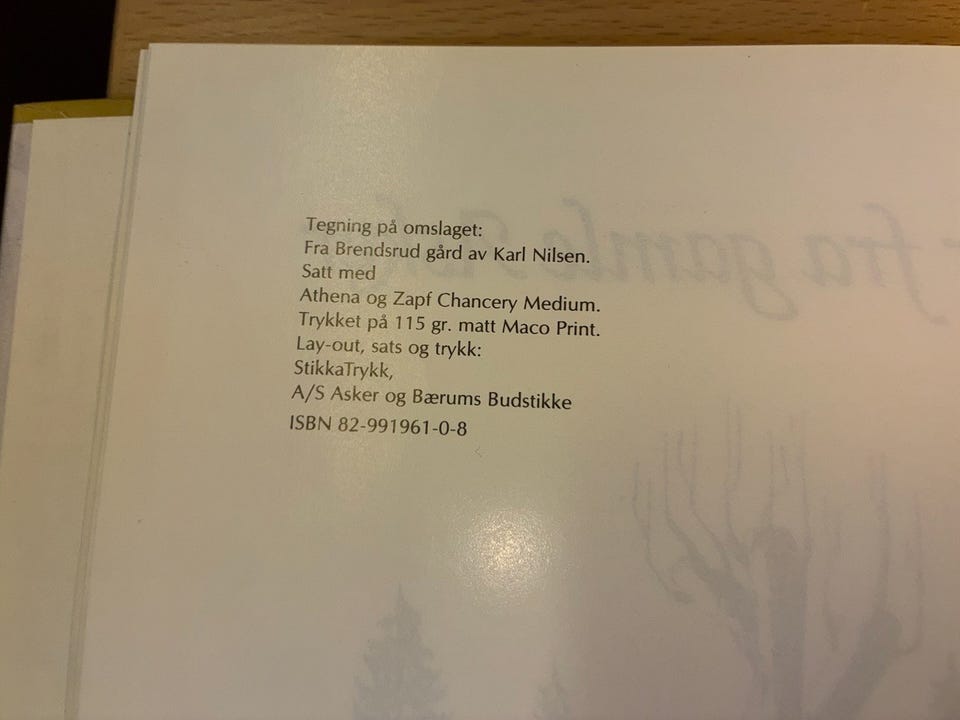 Tegning på omslaget:
Fra Brendsrud gård av Karl Nilsen.
Satt med
Athena og Zapf Chancery Medium.
Trykket på 115 gr. matt Maco Print.
Lay-out, sats og trykk:
StikkaTrykk,
A/S Asker og Bærums Budstikke
ISBN 82-991961-0-8
fra gamle